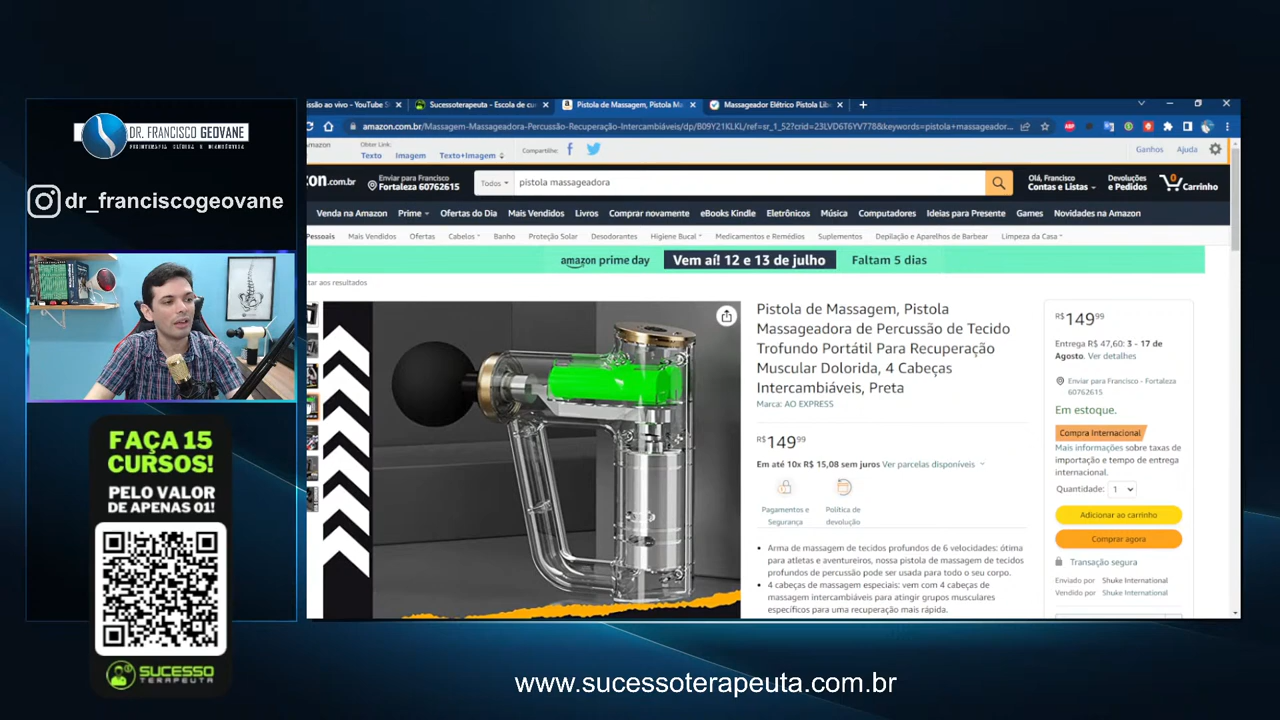 DR. FRANCISCO GEOVANE
dr_franciscogeovane
FAÇA 15
CURSOS!
PELO VALOR
DE APENAS 01!
SUCESSO
TERAPEUTA
ssão ao vivo - YouTube S
Sucessoterapeuta - Escola de cur
Pistola de Massagem, Pistola Ma
Massageador Elétrico Pistola Lib
amazon.com.br/Massagem-Massageadora-Percussão-Recuperação-Intercambiáveis/dp/B09Y21KLKL/ref=sr_1_52?crid=23LVD6T6YV778&keywords=pistola+massageador...
Amazon
Obter Link:
Texto
Imagem
Texto+Imagem
Compartilhe:
Ganhos
Ajuda
zon.com.br
Enviar para Francisco
Fortaleza 60762615
Todos
pistola massageadora
Olá, Francisco
Contas e Listas
Devoluções
e Pedidos
0
Carrinho
Venda na Amazon
Prime
Ofertas do Dia
Mais Vendidos
Livros
Comprar novamente
eBooks Kindle
Eletrônicos
Música
Computadores
Ideias para Presente
Games
Novidades na Amazon
Pessoais
Mais Vendidos
Ofertas
Cabelos
Banho
Proteção Solar
Desodorantes
Higiene Bucal
Medicamentos e Remédios
Suplementos
Depilação e Aparelhos de Barbear
Limpeza da Casa
amazon prime day
Vem aí! 12 e 13 de julho
Faltam 5 dias
tar aos resultados
Pistola de Massagem, Pistola
Massageadora de Percussão de Tecido
Trofundo Portátil Para Recuperação
Muscular Dolorida, 4 Cabeças
Intercambiáveis, Preta
Marca: AO EXPRESS
R$ 149 99
Em até 10x R$ 15,08 sem juros Ver parcelas disponíveis
Pagamentos e
Segurança
Política de
devolução
Arma de massagem de tecidos profundos de 6 velocidades: ótima
para atletas e aventureiros, nossa pistola de massagem de tecidos
profundos de percussão pode ser usada para todo o seu corpo.
4 cabeças de massagem especiais: vem com 4 cabeças de
massagem intercambiáveis para atingir grupos musculares
específicos para uma recuperação mais rápida.
R$ 149 99
Entrega R$ 47,60: 3 - 17 de
Agosto. Ver detalhes
Enviar para Francisco - Fortaleza
60762615
Em estoque.
Compra Internacional
Mais informações sobre taxas de
importação e tempo de entrega
internacional.
Quantidade: 1
Adicionar ao carrinho
Comprar agora
Transação segura
Enviado por Shuke International
Vendido por Shuke International
www.sucessoterapeuta.com.br